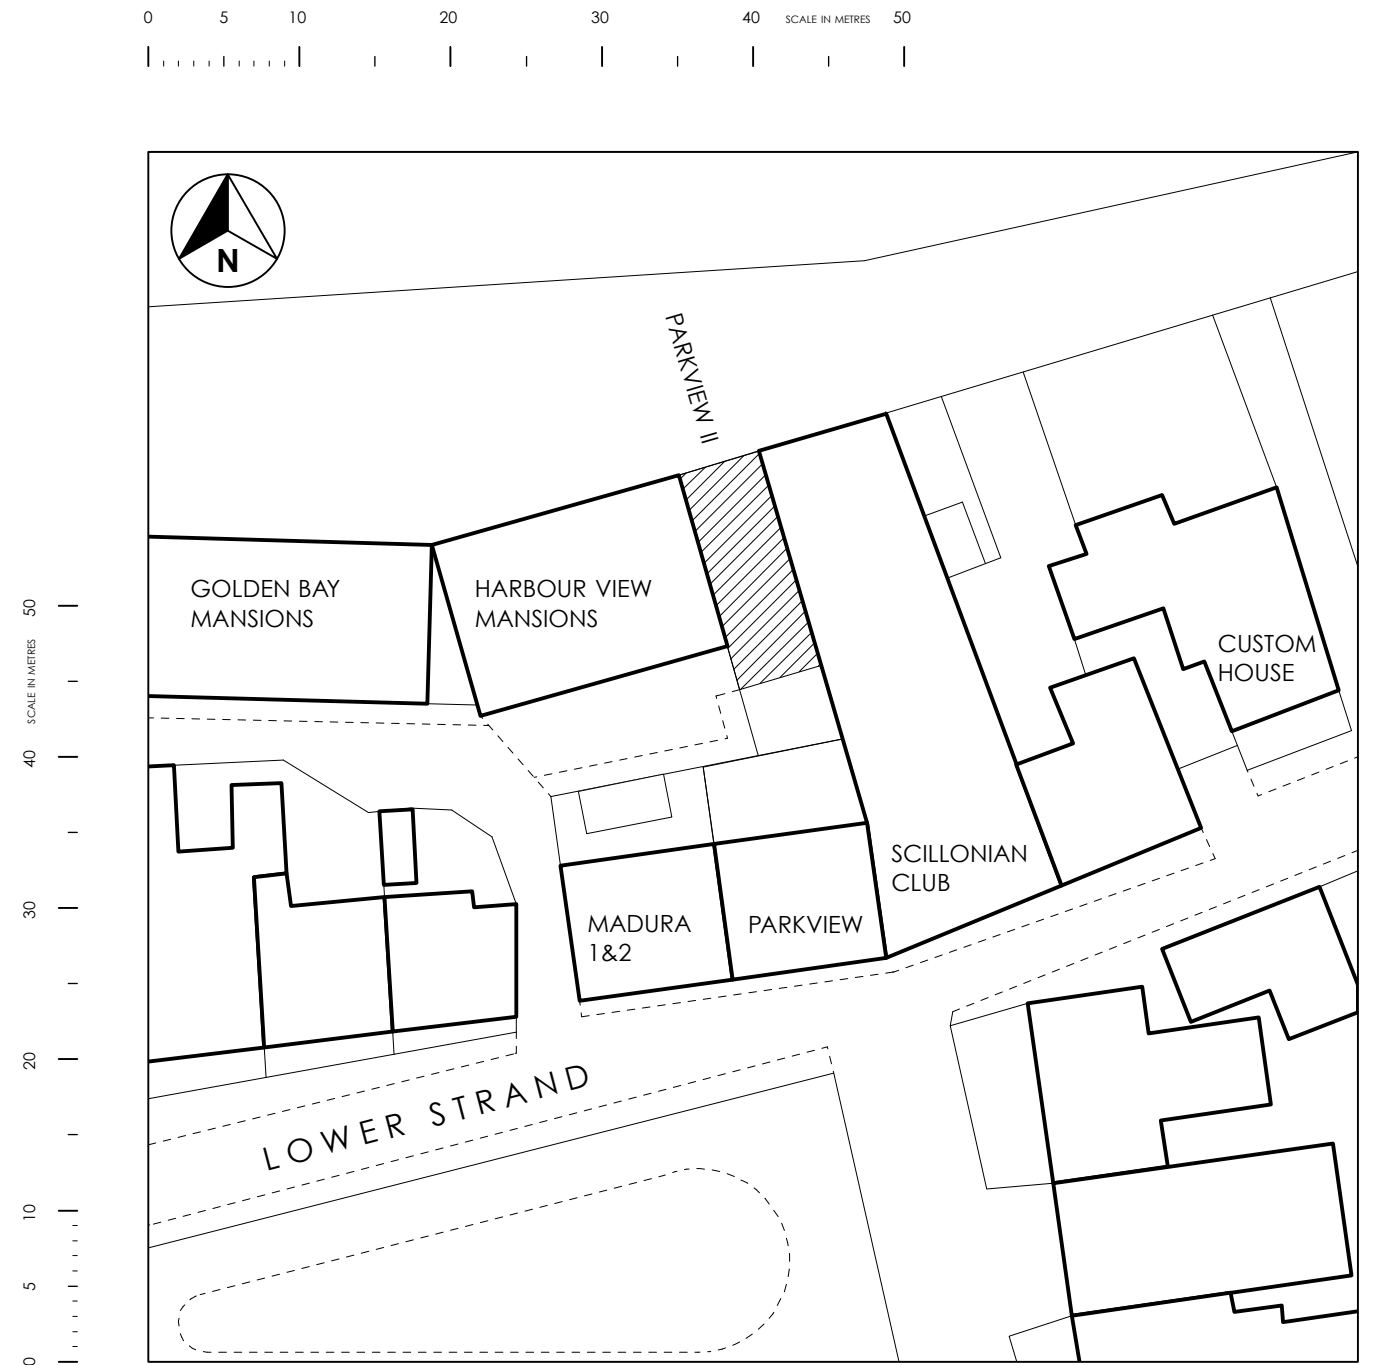 0 5 10 20 30 40 SCALE IN METRES 50
N
PARKVIEW II
GOLDEN BAY
MANSIONS
HARBOUR VIEW
MANSIONS
CUSTOM
HOUSE
SCILLONIAN
CLUB
MADURA
1&2
PARKVIEW
LOWER STRAND
0 5 10 20 30 40 SCALE IN METRES 50